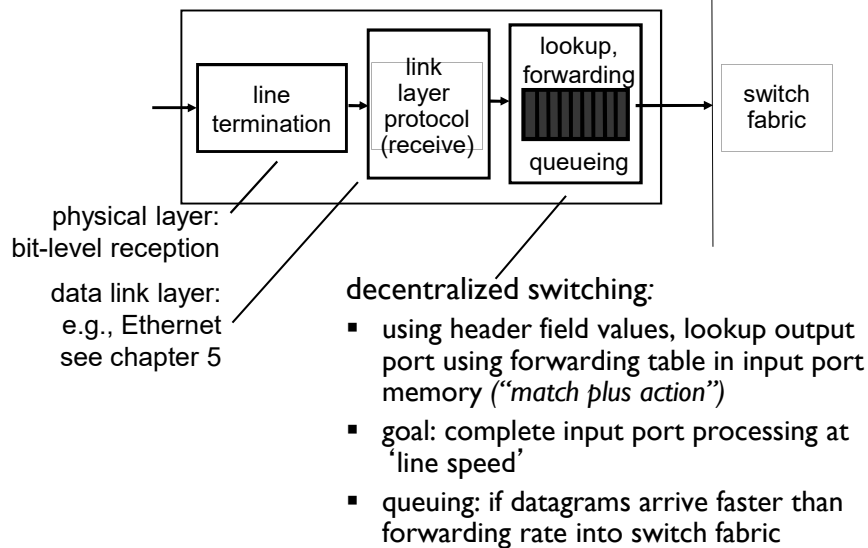 line
termination
link
layer
protocol
(receive)
lookup,
forwarding
queueing
switch
fabric
physical layer:
bit-level reception
data link layer:
e.g., Ethernet
see chapter 5
decentralized switching:
▪ using header field values, lookup output
port using forwarding table in input port
memory (“match plus action”)
▪ goal: complete input port processing at
‘line speed’
▪ queuing: if datagrams arrive faster than
forwarding rate into switch fabric